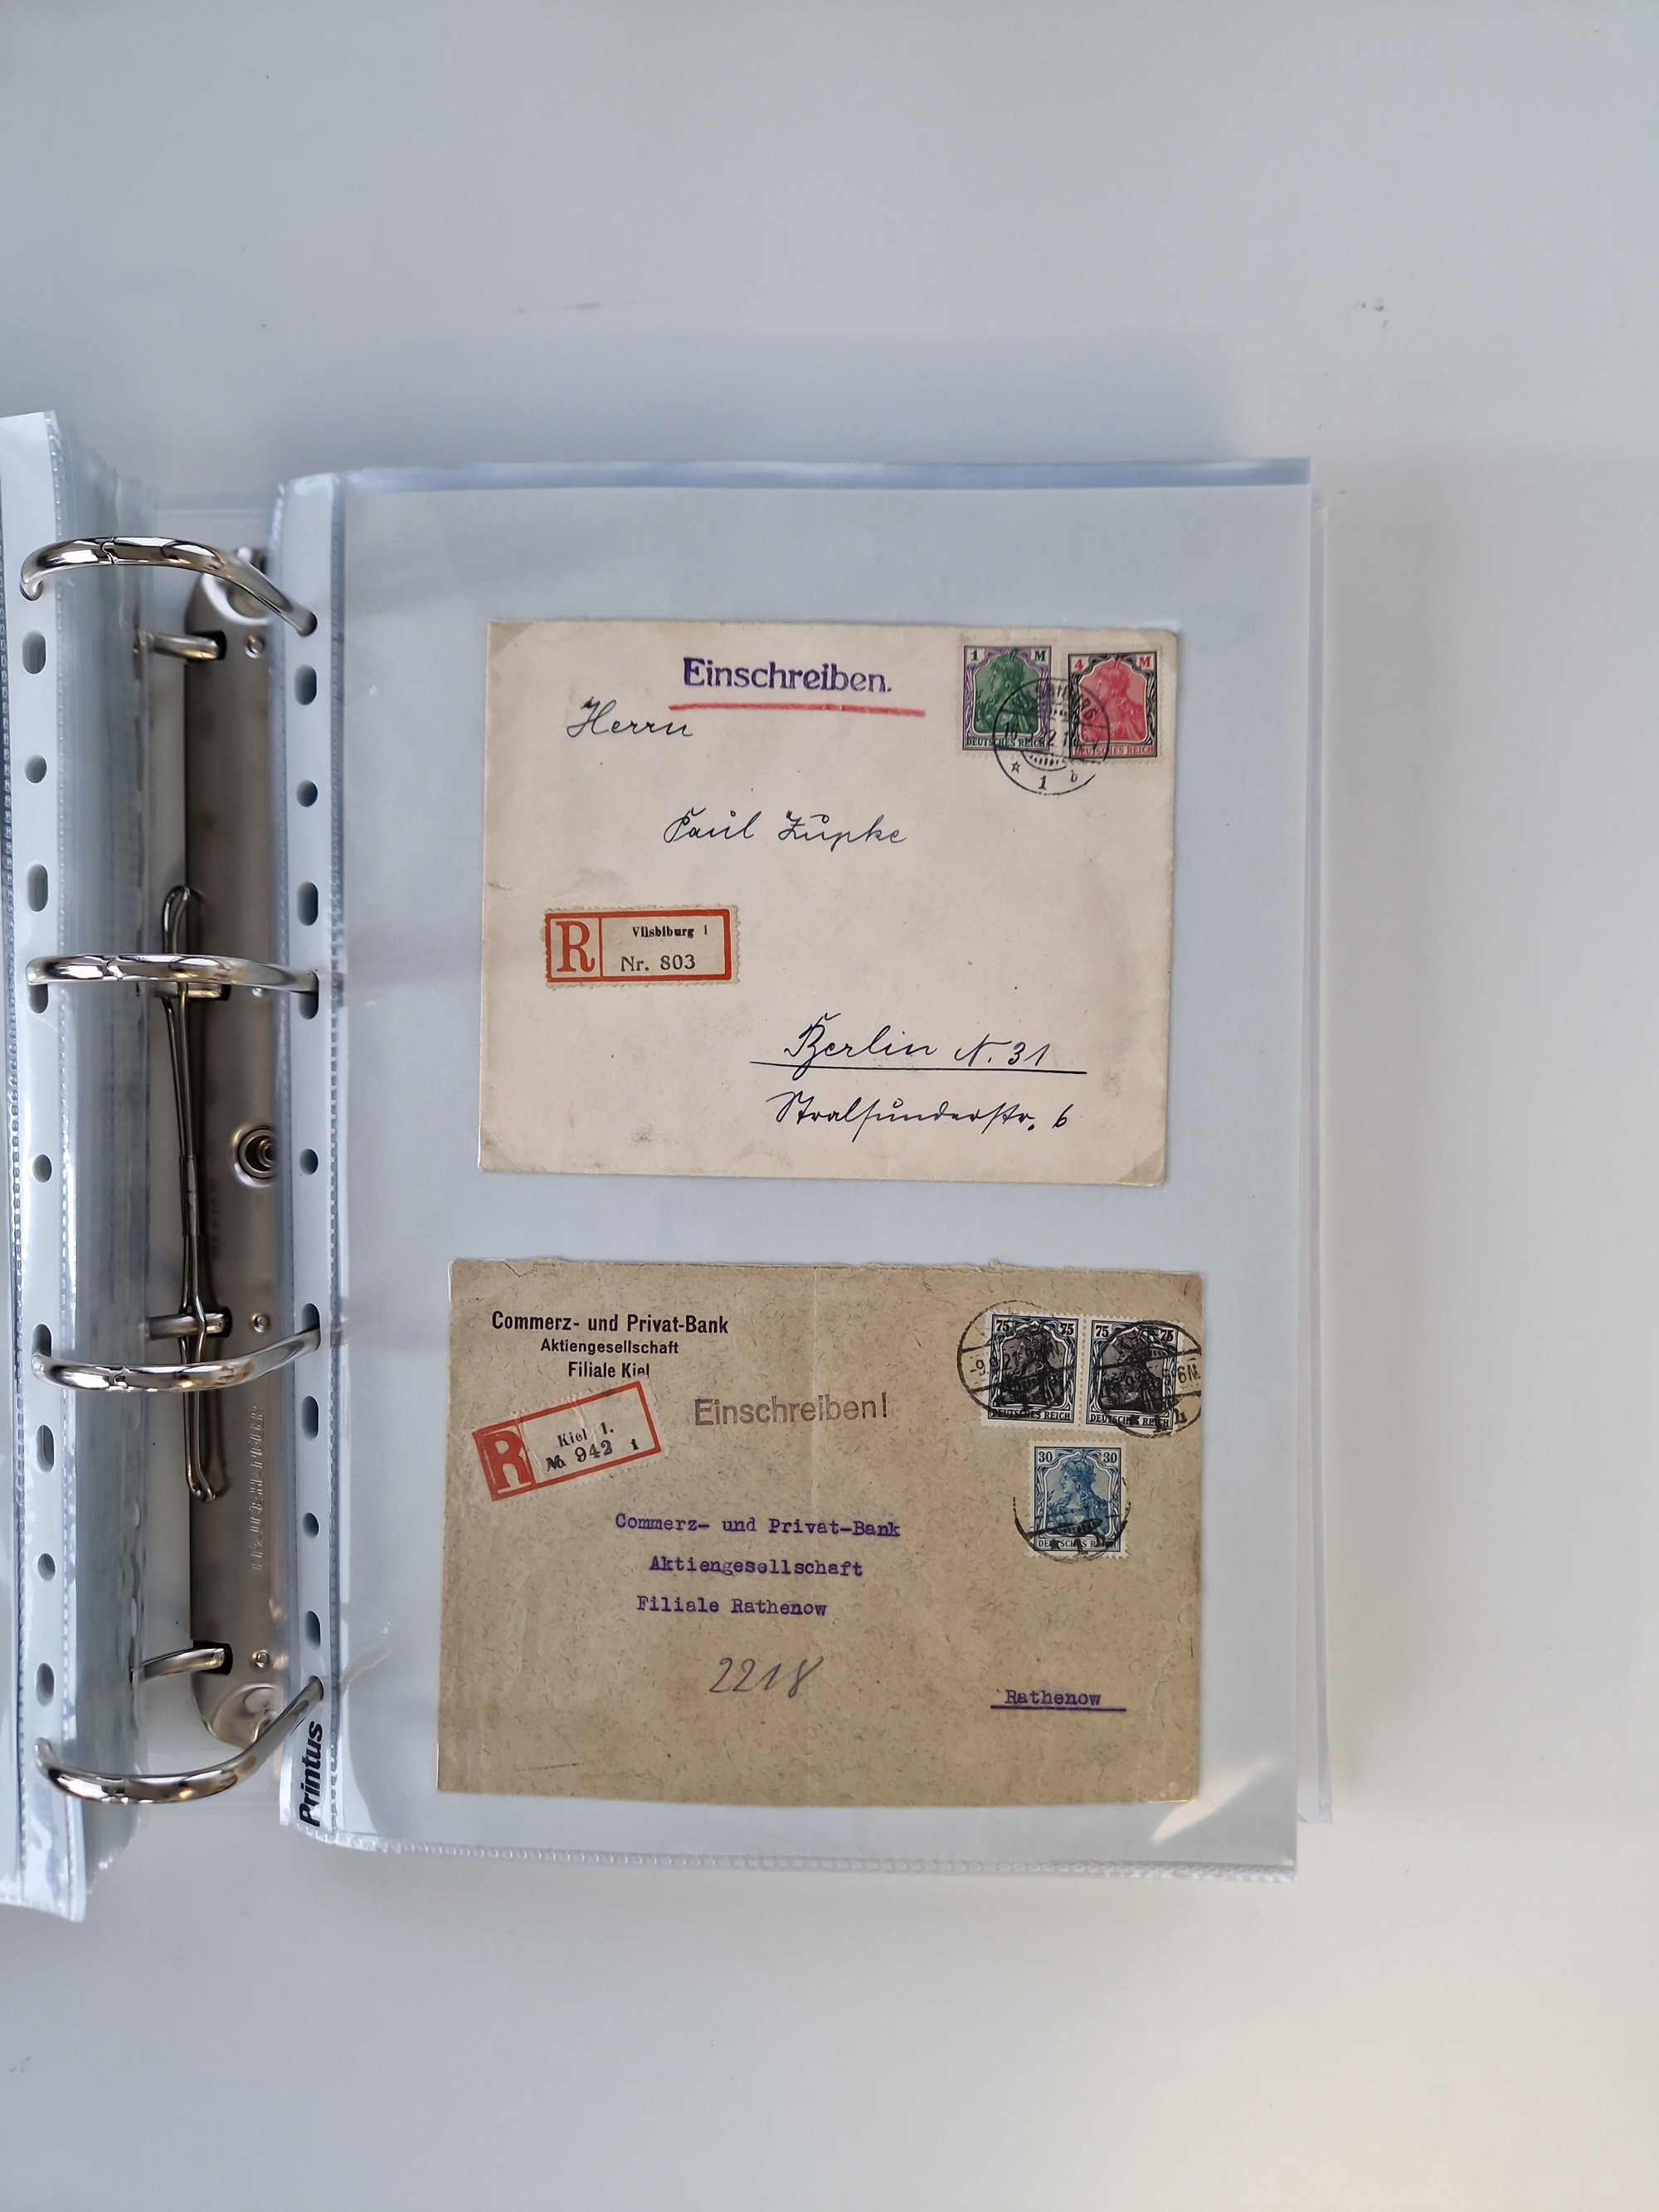 Einschreiben.
Herrn
Paul Zupke
1 M
4 M
DEUTSCHES REICH
DEUTSCHES REICH
1 b
R
Vilsbiburg 1
Nr. 803
Berlin N. 31
Stralsunderstr. 6
Commerz- und Privat-Bank
Aktiengesellschaft
Filiale Kiel
Einschreiben!
R
Kiel 1.
No. 942 1
75 75
75 75
DEUTSCHES REICH
DEUTSCHES REICH
30 30
DEUTSCHES REICH
Commerz- und Privat-Bank
Aktiengesellschaft
Filiale Rathenow
2218
Rathenow
Printus